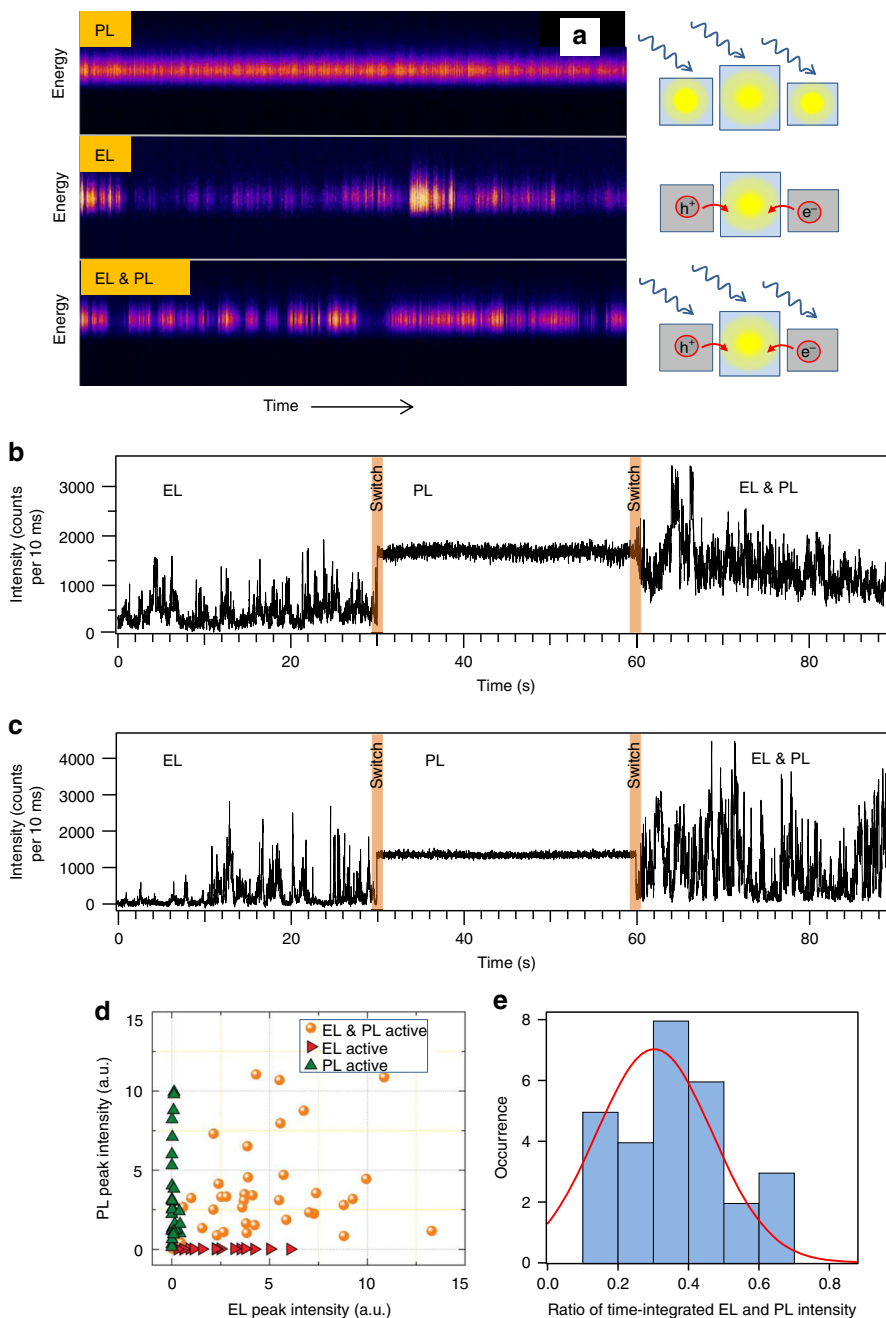 a
PL
Energy
EL
Energy
h+ e−
EL & PL
Energy
h+ e−
Time
b
Intensity (counts
per 10 ms)
3000
2000
1000
0
EL
Switch
PL
Switch
EL & PL
0 20 40 60 80
Time (s)
c
Intensity (counts
per 10 ms)
4000
3000
2000
1000
0
EL
Switch
PL
Switch
EL & PL
0 20 40 60 80
Time (s)
d
PL peak intensity (a.u.)
15
10
5
0
EL & PL active
EL active
PL active
0 5 10 15
EL peak intensity (a.u.)
e
Occurrence
8
6
4
2
0
0.0 0.2 0.4 0.6 0.8
Ratio of time-integrated EL and PL intensity